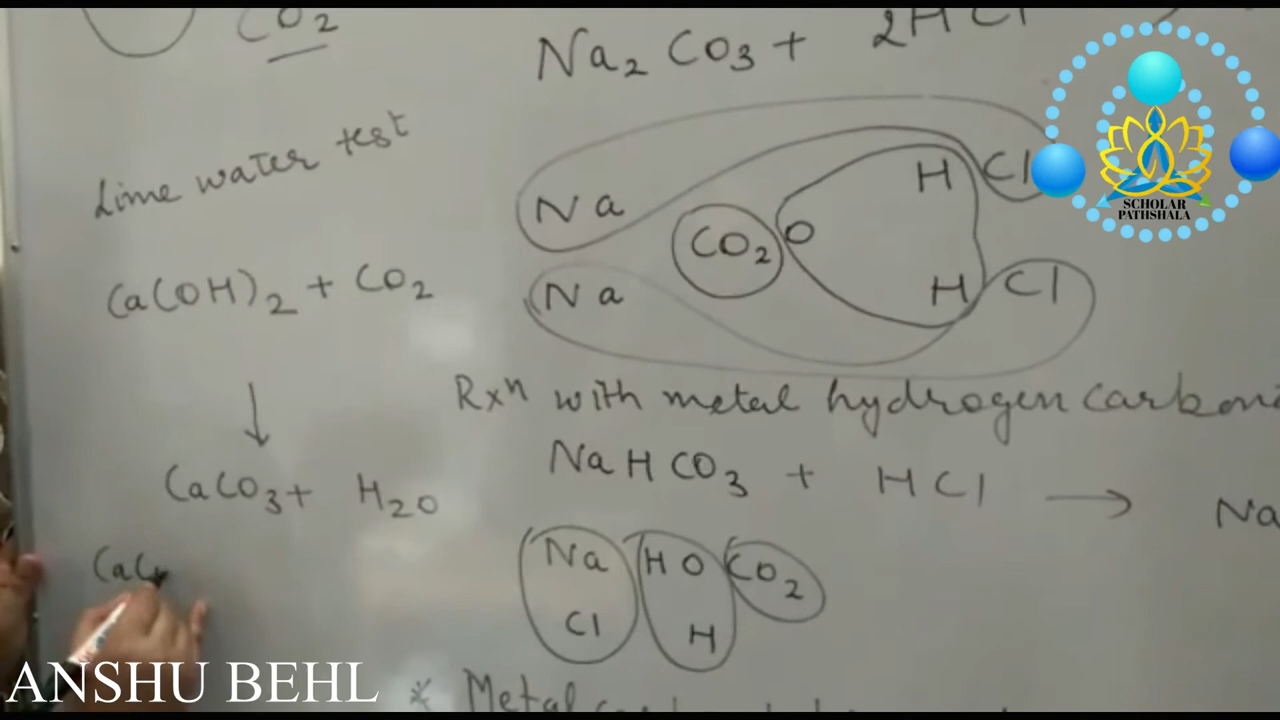 CO2
Lime water test
Ca(OH)2 + CO2
↓
CaCO3 + H2O
CaC
Na2CO3 + 2HCl
Na CO2 O H Cl
Na H Cl
Rxn with metal hydrogen carbon
NaHCO3 + HCl → Na
Na H O CO2
Cl H
* Metal
SCHOLAR
PATHSHALA
ANSHU BEHL